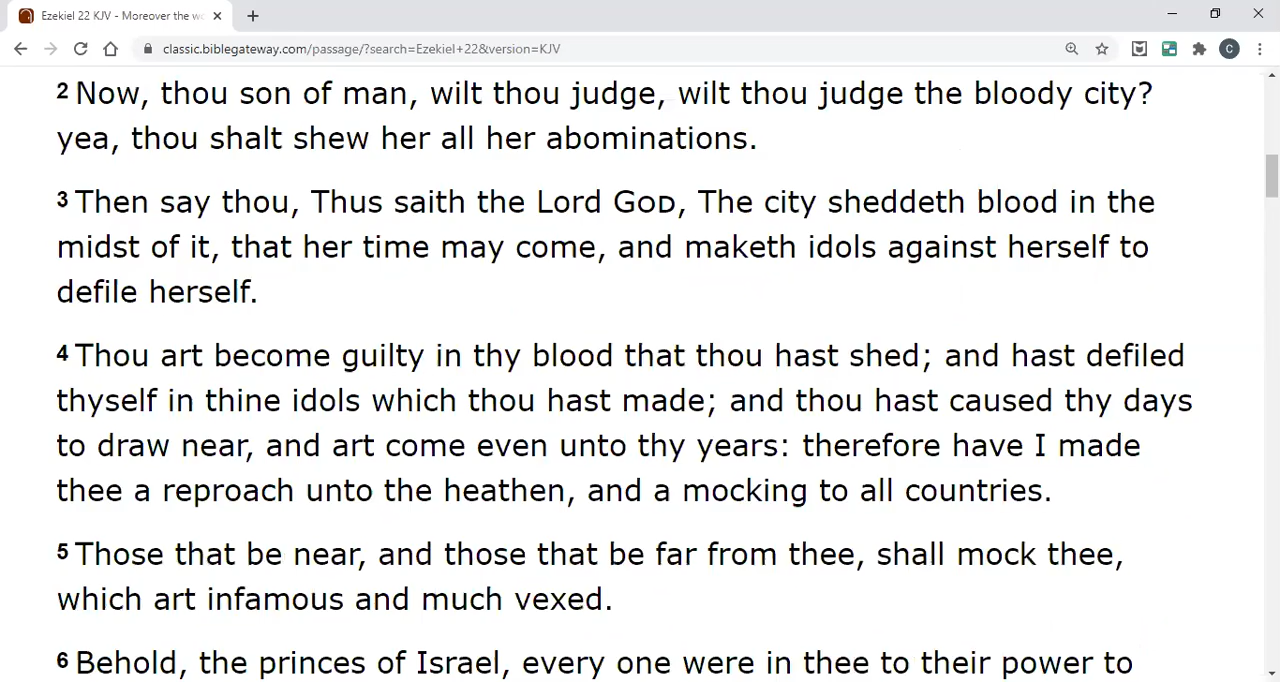 Ezekiel 22 KJV - Moreover the wo
classic.biblegateway.com/passage/?search=Ezekiel+22&version=KJV
C
2 Now, thou son of man, wilt thou judge, wilt thou judge the bloody city?
yea, thou shalt shew her all her abominations.
3 Then say thou, Thus saith the Lord GOD, The city sheddeth blood in the
midst of it, that her time may come, and maketh idols against herself to
defile herself.
4 Thou art become guilty in thy blood that thou hast shed; and hast defiled
thyself in thine idols which thou hast made; and thou hast caused thy days
to draw near, and art come even unto thy years: therefore have I made
thee a reproach unto the heathen, and a mocking to all countries.
5 Those that be near, and those that be far from thee, shall mock thee,
which art infamous and much vexed.
6 Behold, the princes of Israel, every one were in thee to their power to